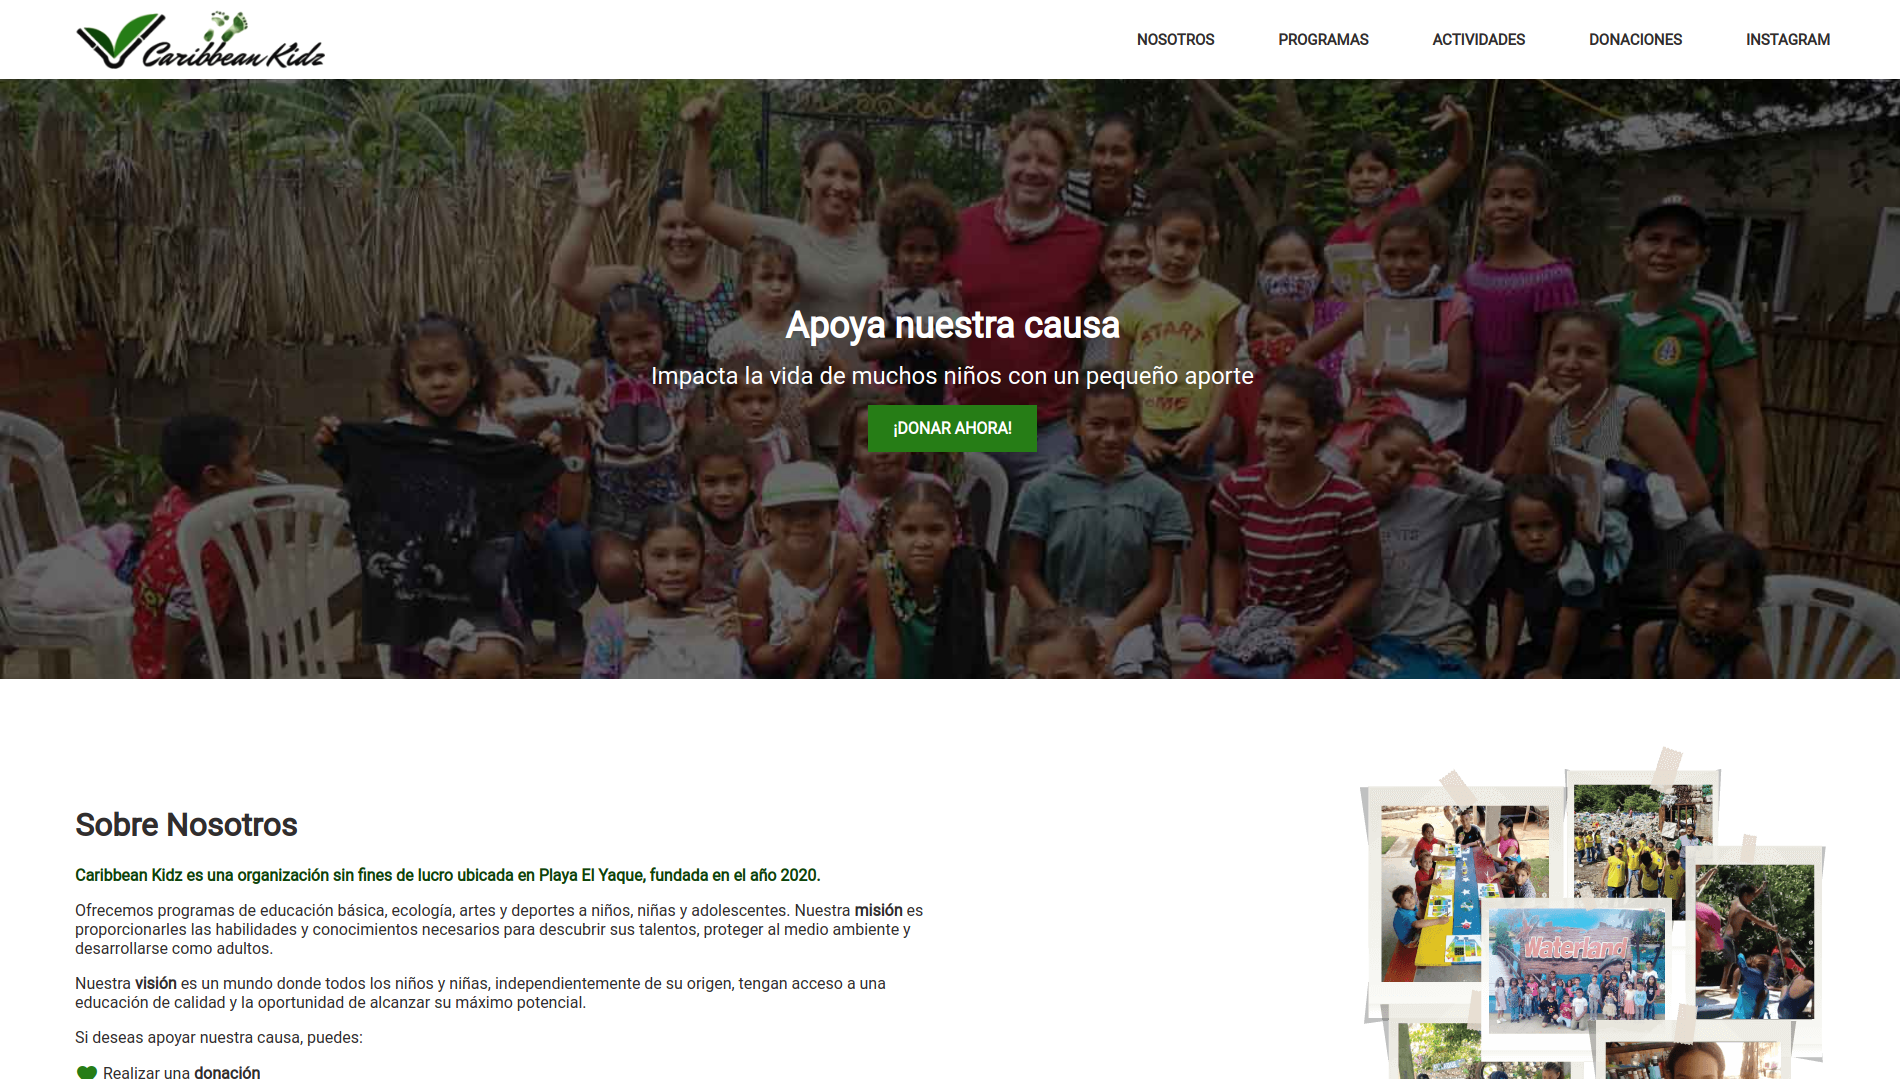 Caribbean Kidz
NOSOTROS
PROGRAMAS
ACTIVIDADES
DONACIONES
INSTAGRAM
START
Apoya nuestra causa
Impacta la vida de muchos niños con un pequeño aporte
¡DONAR AHORA!
Sobre Nosotros
Caribbean Kidz es una organización sin fines de lucro ubicada en Playa El Yaque, fundada en el año 2020.
Ofrecemos programas de educación básica, ecología, artes y deportes a niños, niñas y adolescentes. Nuestra misión es
proporcionarles las habilidades y conocimientos necesarios para descubrir sus talentos, proteger al medio ambiente y
desarrollarse como adultos.
Nuestra visión es un mundo donde todos los niños y niñas, independientemente de su origen, tengan acceso a una
educación de calidad y la oportunidad de alcanzar su máximo potencial.
Si deseas apoyar nuestra causa, puedes:
Realizar una donación
Waterland